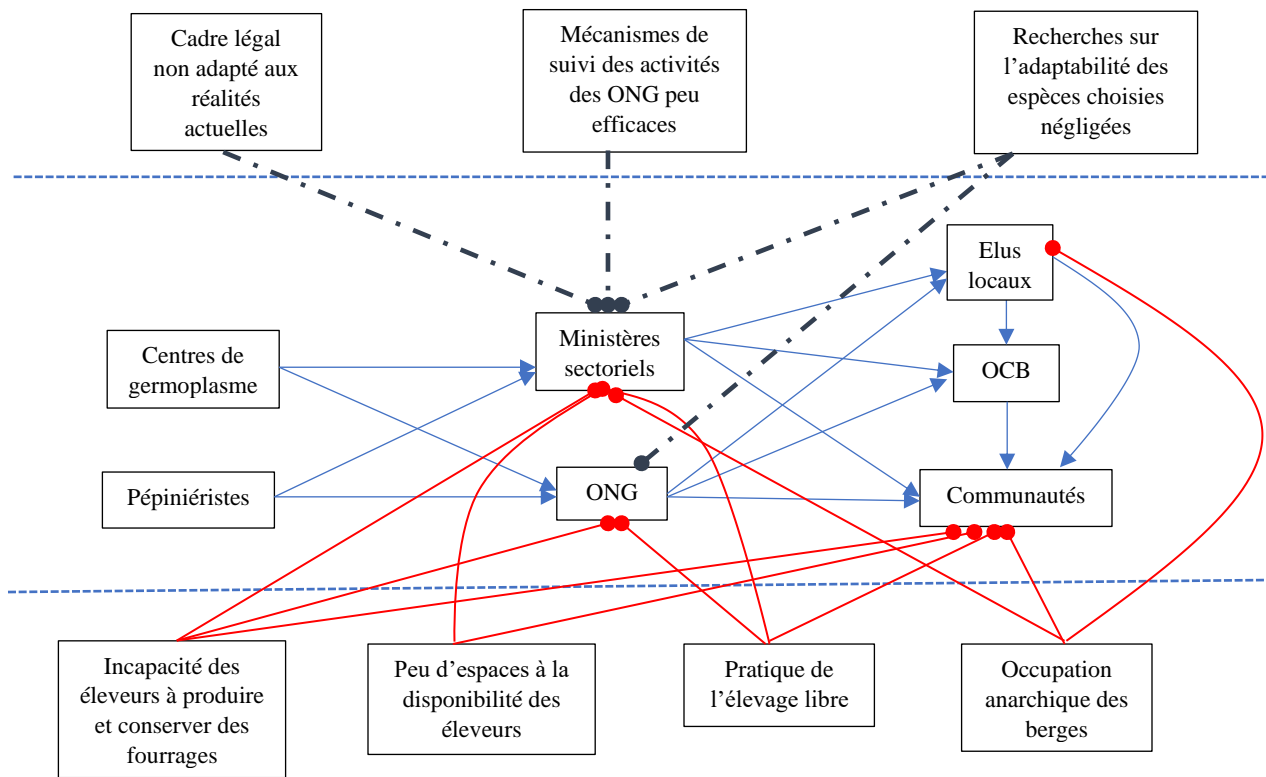 Cadre légal
non adapté aux
réalités
actuelles
Mécanismes de
suivi des activités
des ONG peu
efficaces
Recherches sur
l’adaptabilité des
espèces choisies
négligées
Elus
locaux
Centres de
germoplasme
Ministères
sectoriels
OCB
Pépiniéristes
ONG
Communautés
Incapacité des
éleveurs à produire
et conserver des
fourrages
Peu d’espaces à la
disponibilité des
éleveurs
Pratique de
l’élevage libre
Occupation
anarchique des
berges